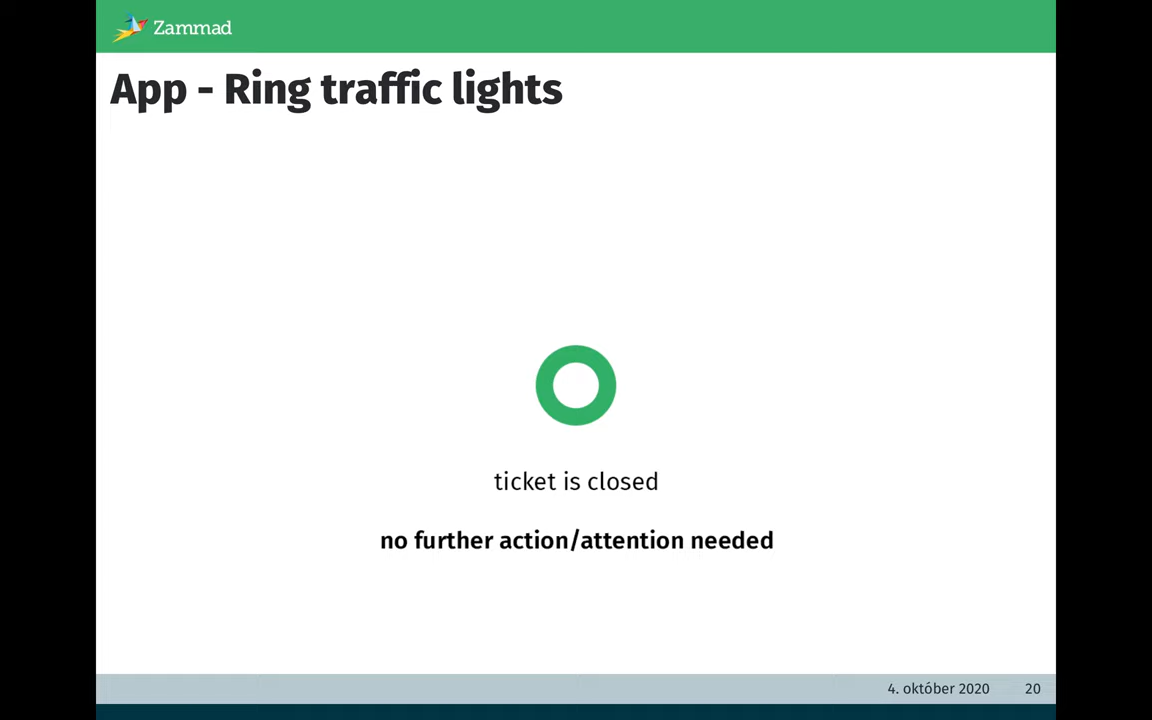 Zammad
App - Ring traffic lights
ticket is closed
no further action/attention needed
4. október 2020 20